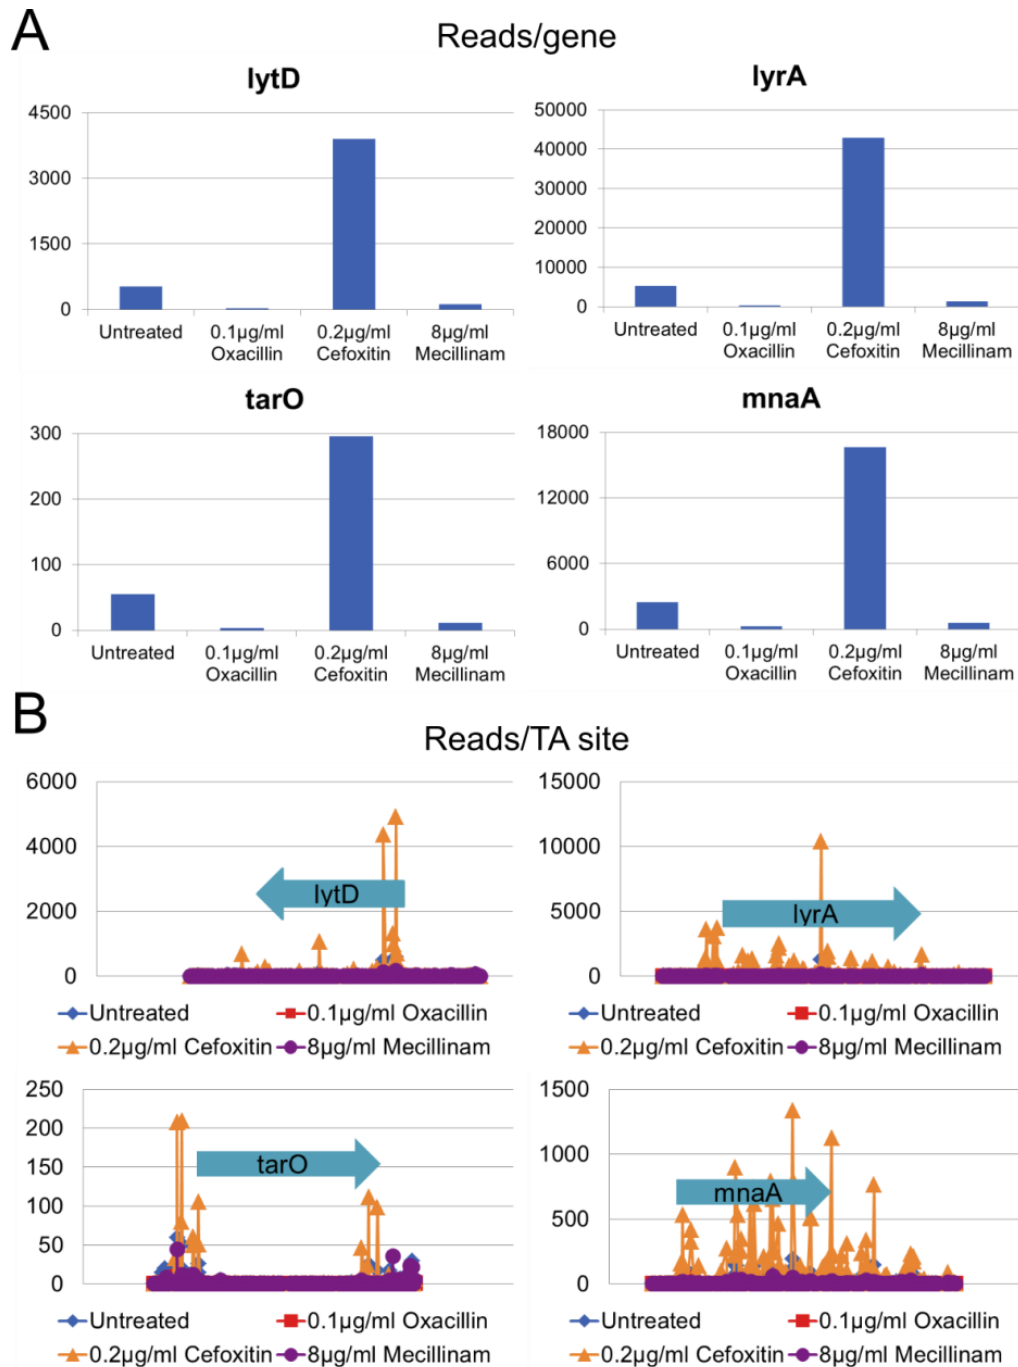 A
Reads/gene
lytD
4500
3000
1500
0
Untreated
0.1µg/ml
Oxacillin
0.2µg/ml
Cefoxitin
8µg/ml
Mecillinam
lyrA
50000
40000
30000
20000
10000
0
Untreated
0.1µg/ml
Oxacillin
0.2µg/ml
Cefoxitin
8µg/ml
Mecillinam
tarO
300
200
100
0
Untreated
0.1µg/ml
Oxacillin
0.2µg/ml
Cefoxitin
8µg/ml
Mecillinam
mnaA
18000
12000
6000
0
Untreated
0.1µg/ml
Oxacillin
0.2µg/ml
Cefoxitin
8µg/ml
Mecillinam
B
Reads/TA site
6000
4000
2000
0
lytD
Untreated
0.1µg/ml Oxacillin
0.2µg/ml Cefoxitin
8µg/ml Mecillinam
15000
10000
5000
0
lyrA
Untreated
0.1µg/ml Oxacillin
0.2µg/ml Cefoxitin
8µg/ml Mecillinam
250
200
150
100
50
0
tarO
Untreated
0.1µg/ml Oxacillin
0.2µg/ml Cefoxitin
8µg/ml Mecillinam
1500
1000
500
0
mnaA
Untreated
0.1µg/ml Oxacillin
0.2µg/ml Cefoxitin
8µg/ml Mecillinam